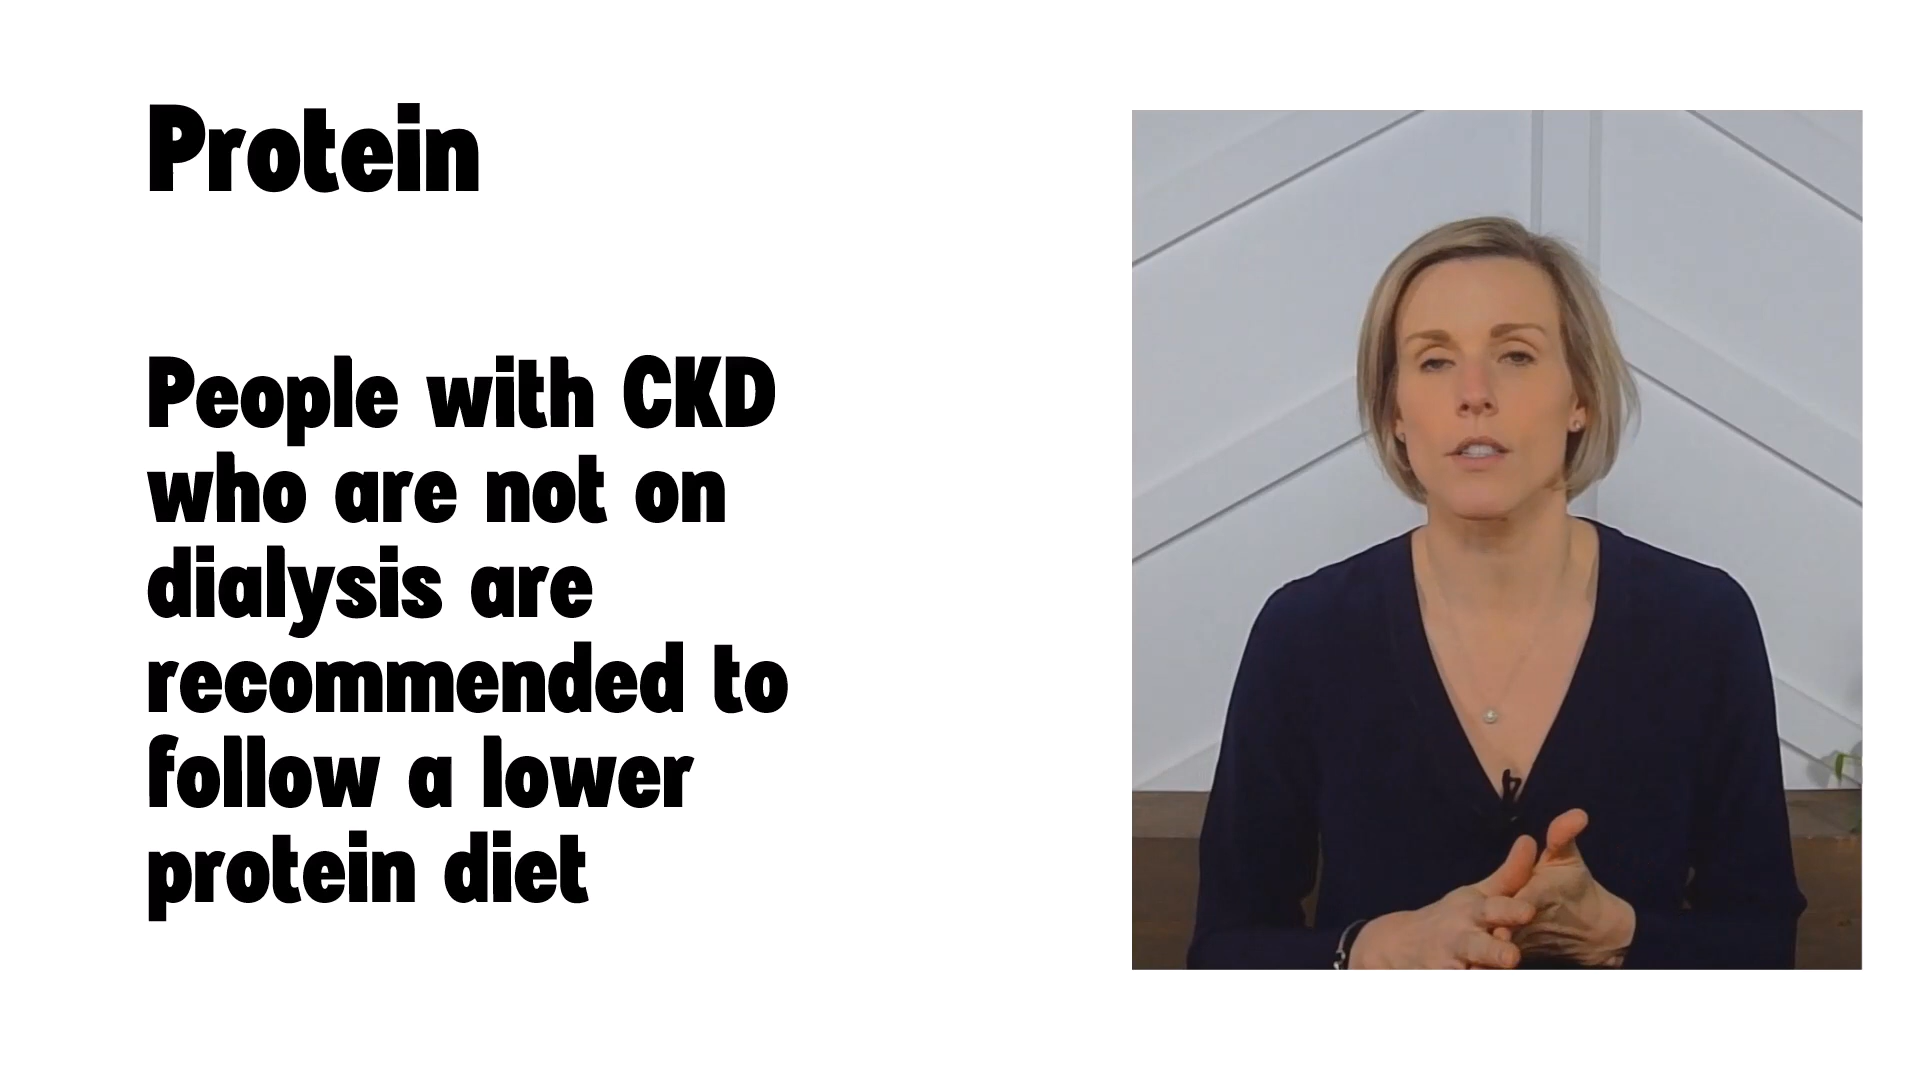 Protein
People with CKD
who are not on
dialysis are
recommended to
follow a lower
protein diet